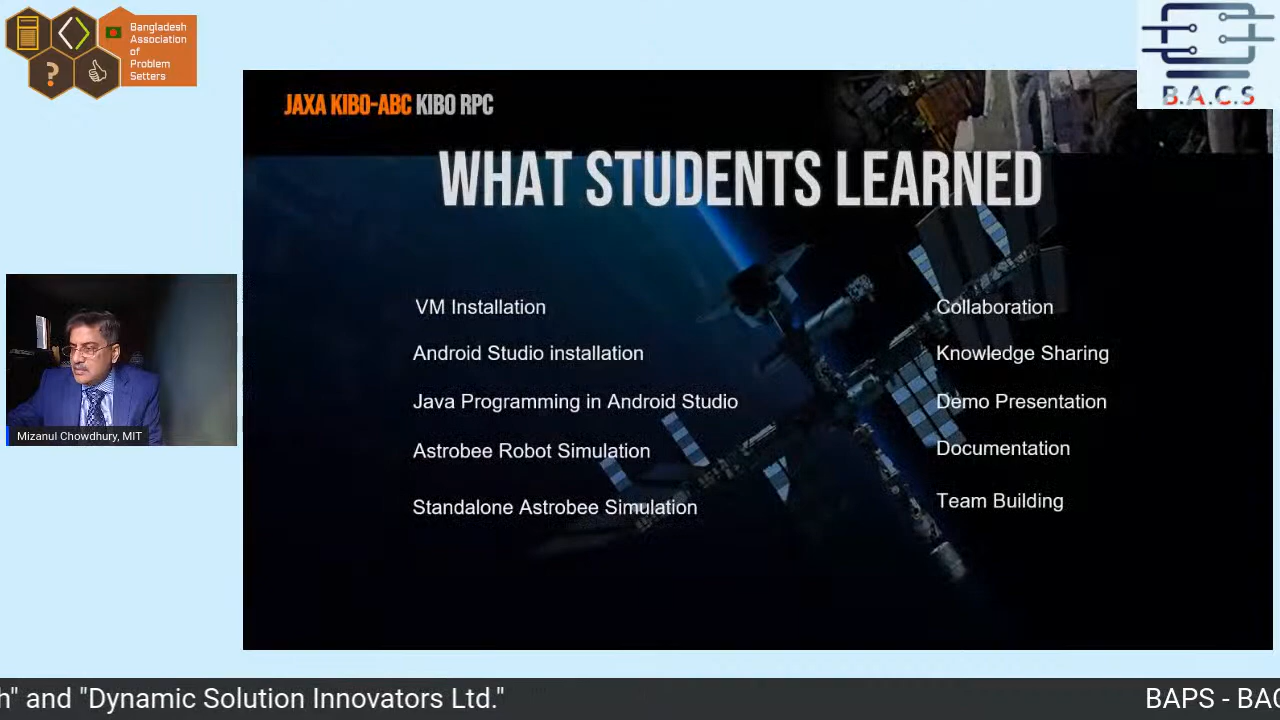 Bangladesh
Association
of
Problem
Setters
?
B.A.C.S
JAXA KIBO-ABC KIBO RPC
WHAT STUDENTS LEARNED
VM Installation
Android Studio installation
Java Programming in Android Studio
Astrobee Robot Simulation
Standalone Astrobee Simulation
Collaboration
Knowledge Sharing
Demo Presentation
Documentation
Team Building
Mizanul Chowdhury, MIT
" and "Dynamic Solution Innovators Ltd." BAPS - BAC